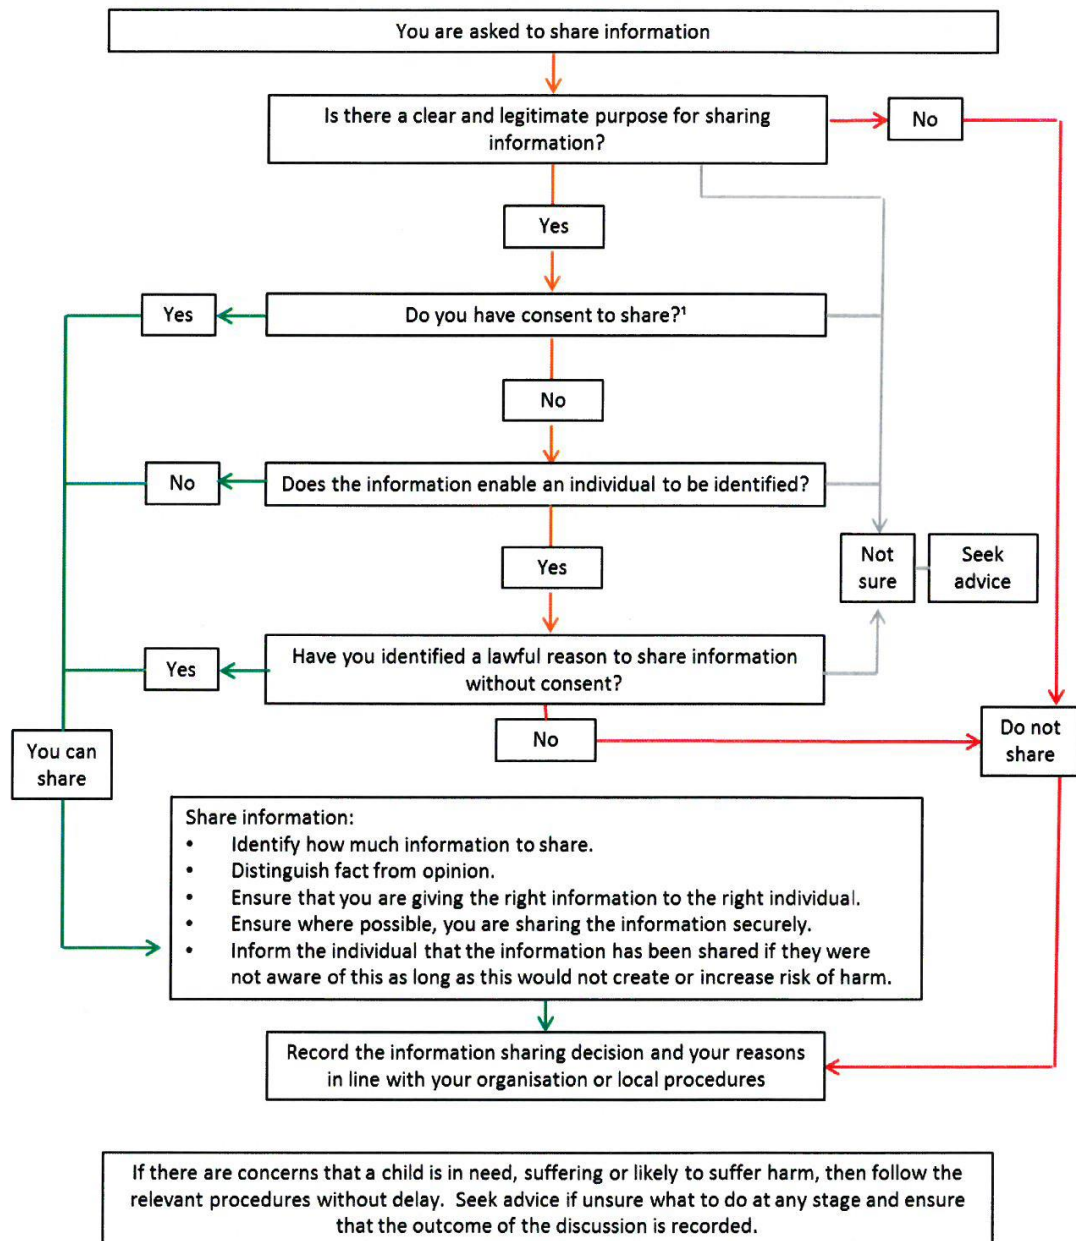 You are asked to share information
Is there a clear and legitimate purpose for sharing
information?
No
Yes
Yes
Do you have consent to share?¹
No
No
Does the information enable an individual to be identified?
Yes
Not
sure
Seek
advice
Yes
Have you identified a lawful reason to share information
without consent?
No
You can
share
Do not
share
Share information:
• Identify how much information to share.
• Distinguish fact from opinion.
• Ensure that you are giving the right information to the right individual.
• Ensure where possible, you are sharing the information securely.
• Inform the individual that the information has been shared if they were
not aware of this as long as this would not create or increase risk of harm.
Record the information sharing decision and your reasons
in line with your organisation or local procedures
If there are concerns that a child is in need, suffering or likely to suffer harm, then follow the
relevant procedures without delay. Seek advice if unsure what to do at any stage and ensure
that the outcome of the discussion is recorded.